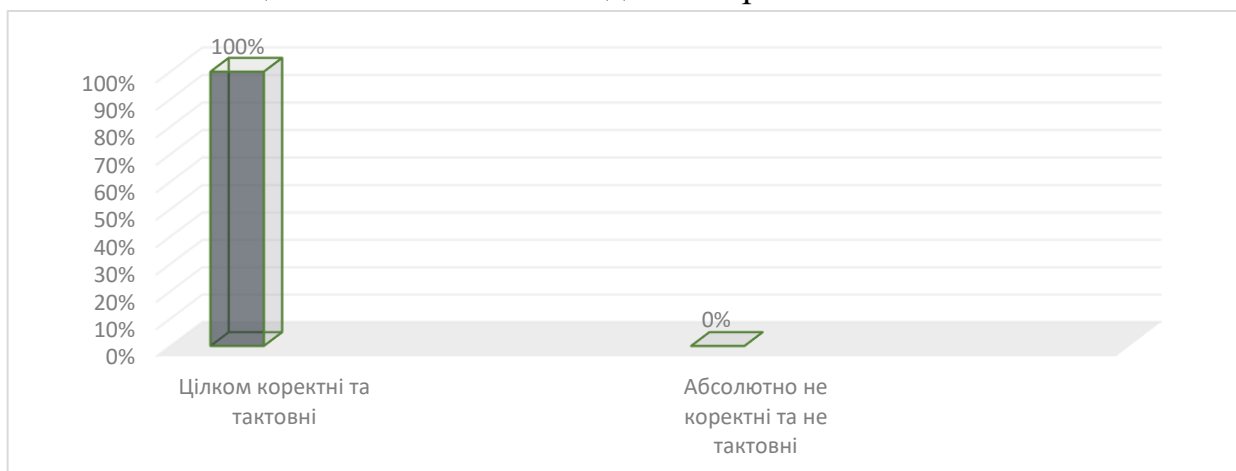 100%
100%
90%
80%
70%
60%
50%
40%
30%
20%
10%
0%
0%
Цілком коректні та
тактовні
Абсолютно не
коректні та не
тактовні